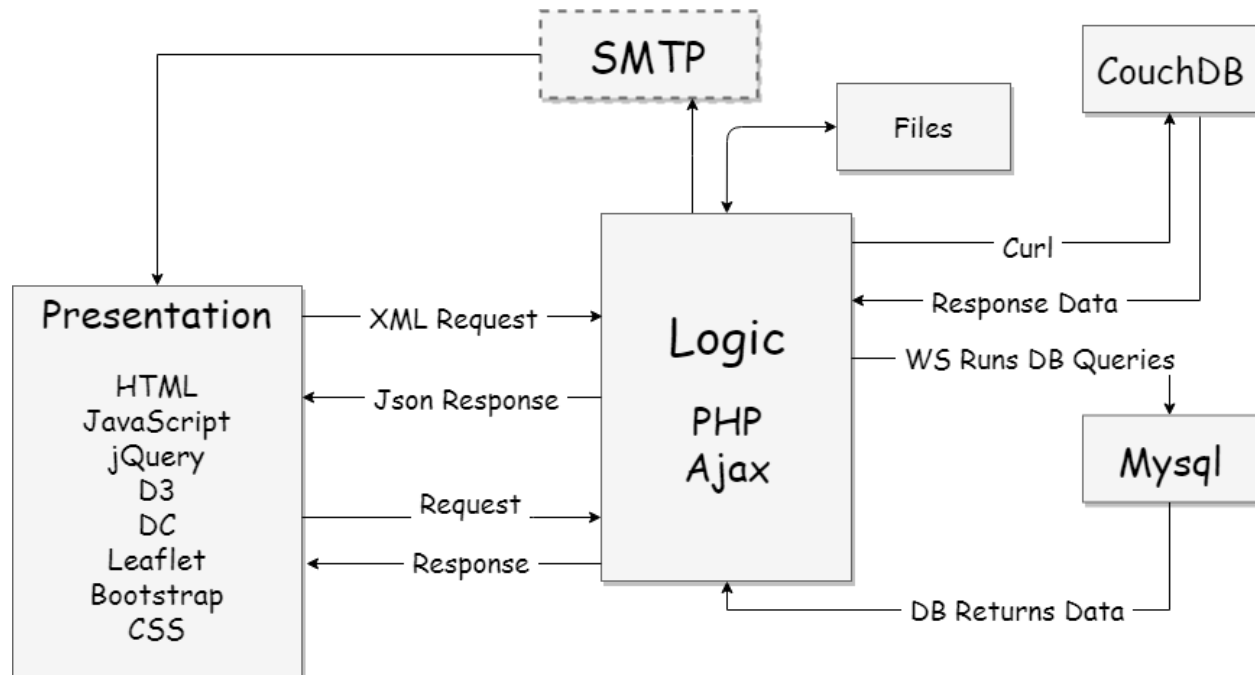 SMTP
CouchDB
Files
Curl
Presentation
XML Request
Response Data
Logic
WS Runs DB Queries
HTML
Json Response
JavaScript
PHP
jQuery
Ajax
Mysql
D3
Request
DC
Leaflet
Response
Bootstrap
DB Returns Data
CSS